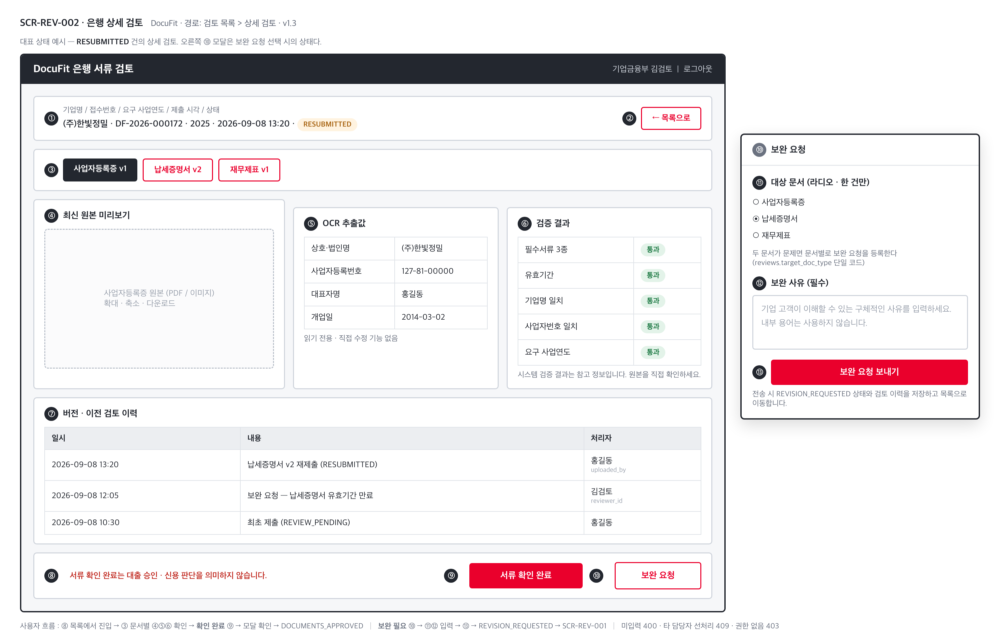 SCR-REV-002 · 은행 상세 검토 DocuFit · 경로: 검토 목록 > 상세 검토 · v1.3
대표 상태 예시 — RESUBMITTED 건의 상세 검토. 오른쪽 ⑩ 모달은 보완 요청 선택 시의 상태다.
DocuFit 은행 서류 검토
기업금융부 김검토 | 로그아웃
① 기업명 / 접수번호 / 요구 사업연도 / 제출 시각 / 상태
(주)한빛정밀 · DF-2026-000172 · 2025 · 2026-09-08 13:20 · RESUBMITTED
② ← 목록으로
③ 사업자등록증 v1 납세증명서 v2 재무제표 v1
④ 최신 원본 미리보기
사업자등록증 원본 (PDF / 이미지)
확대 · 축소 · 다운로드
⑤ OCR 추출값
상호·법인명 (주)한빛정밀
사업자등록번호 127-81-00000
대표자명 홍길동
개업일 2014-03-02
읽기 전용 · 직접 수정 기능 없음
⑥ 검증 결과
필수서류 3종 통과
유효기간 통과
기업명 일치 통과
사업자번호 일치 통과
요구 사업연도 통과
시스템 검증 결과는 참고 정보입니다. 원본을 직접 확인하세요.
⑦ 버전 · 이전 검토 이력
일시 내용 처리자
2026-09-08 13:20 납세증명서 v2 재제출 (RESUBMITTED) 홍길동
uploaded_by
2026-09-08 12:05 보완 요청 — 납세증명서 유효기간 만료 김검토
reviewer_id
2026-09-08 10:30 최초 제출 (REVIEW_PENDING) 홍길동
⑧ 서류 확인 완료는 대출 승인 · 신용 판단을 의미하지 않습니다.
⑨ 서류 확인 완료
⑩ 보완 요청
⑩ 보완 요청
⑪ 대상 문서 (라디오 · 한 건만)
사업자등록증
납세증명서
재무제표
두 문서가 문제면 문서별로 보완 요청을 등록한다
(reviews.target_doc_type 단일 코드)
⑫ 보완 사유 (필수)
기업 고객이 이해할 수 있는 구체적인 사유를 입력하세요.
내부 용어는 사용하지 않습니다.
⑬ 보완 요청 보내기
전송 시 REVISION_REQUESTED 상태와 검토 이력을 저장하고 목록으로
이동합니다.
사용자 흐름 : ⑧ 목록에서 진입 → ③ 문서별 ④⑤⑥ 확인 → 확인 완료 ⑨ → 모달 확인 → DOCUMENTS_APPROVED | 보완 필요 ⑩ → ⑪⑫ 입력 → ⑬ → REVISION_REQUESTED → SCR-REV-001 | 미입력 400 · 타 담당자 선처리 409 · 권한 없음 403